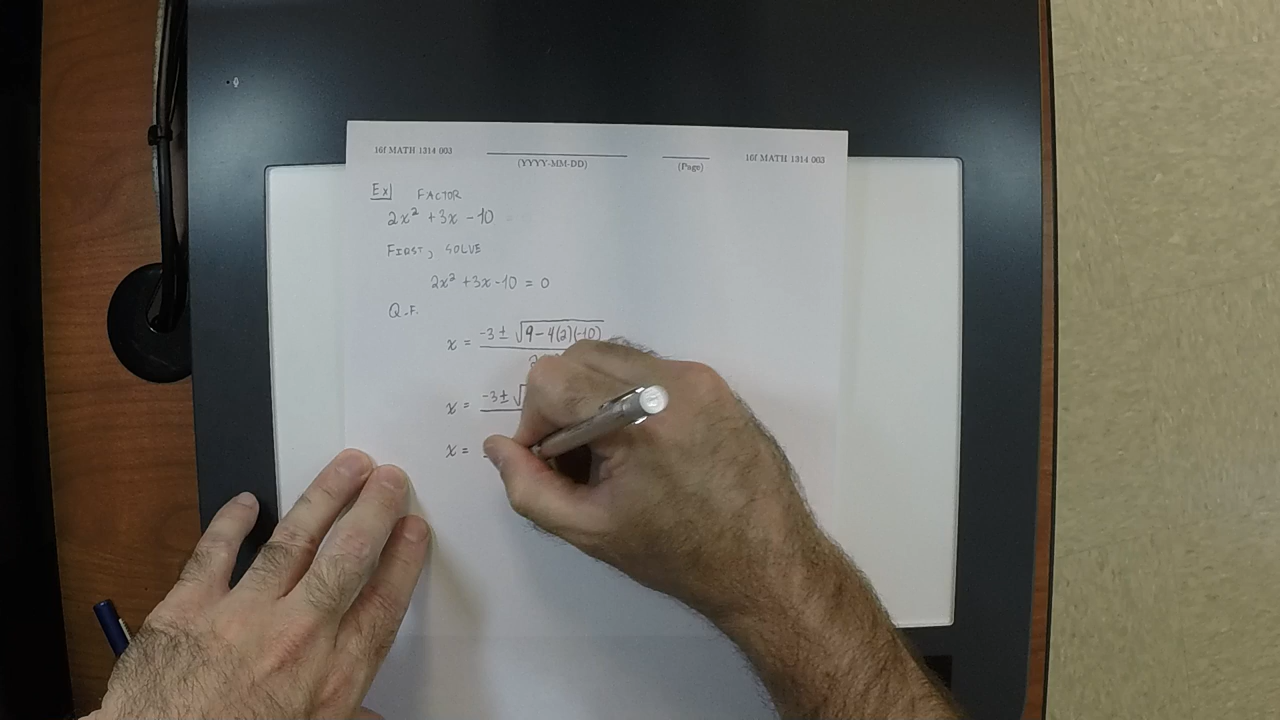 16f MATH 1314 003 (YYYY-MM-DD) (Page) 16f MATH 1314 003
Ex FACTOR
2x² + 3x - 10
FIRST, SOLVE
2x² + 3x - 10 = 0
Q.F.
x = -3 ± √9 - 4(2)(-10)
2
x = -3 ± √
x =